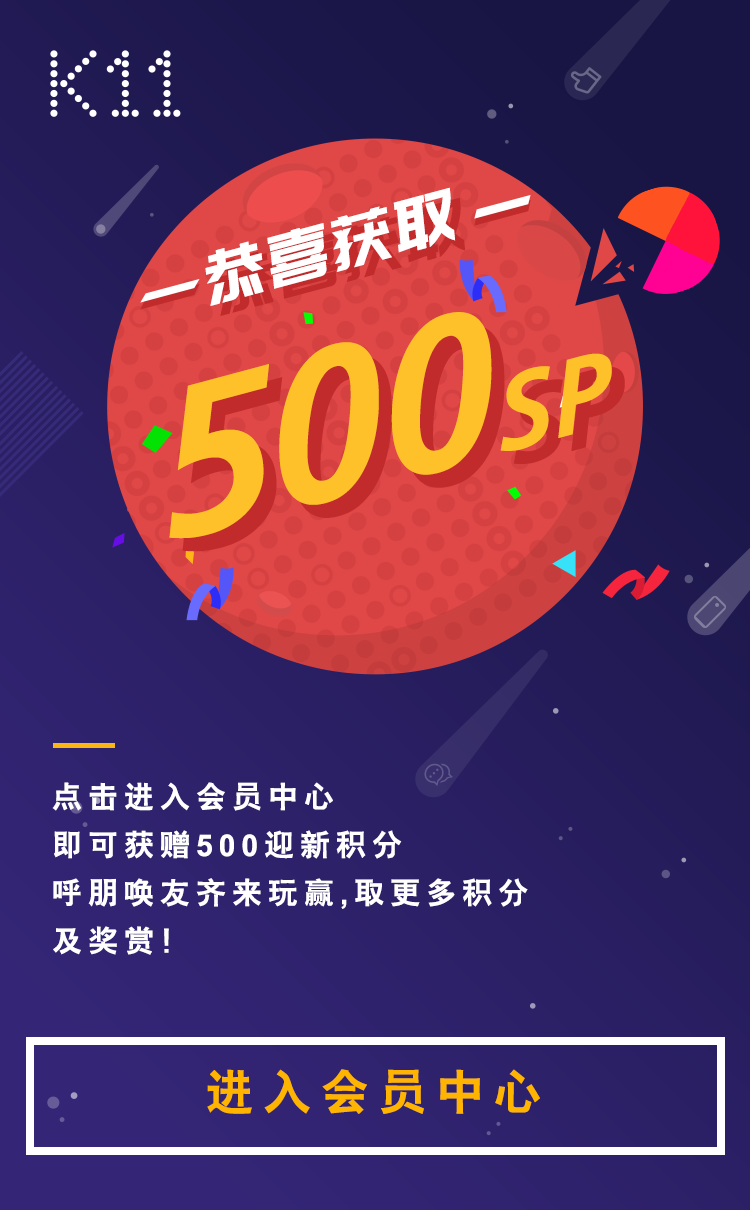 K11
一恭喜获取一
500SP
点击进入会员中心
即可获赠500迎新积分
呼朋唤友齐来玩赢,取更多积分
及奖赏!
进入会员中心